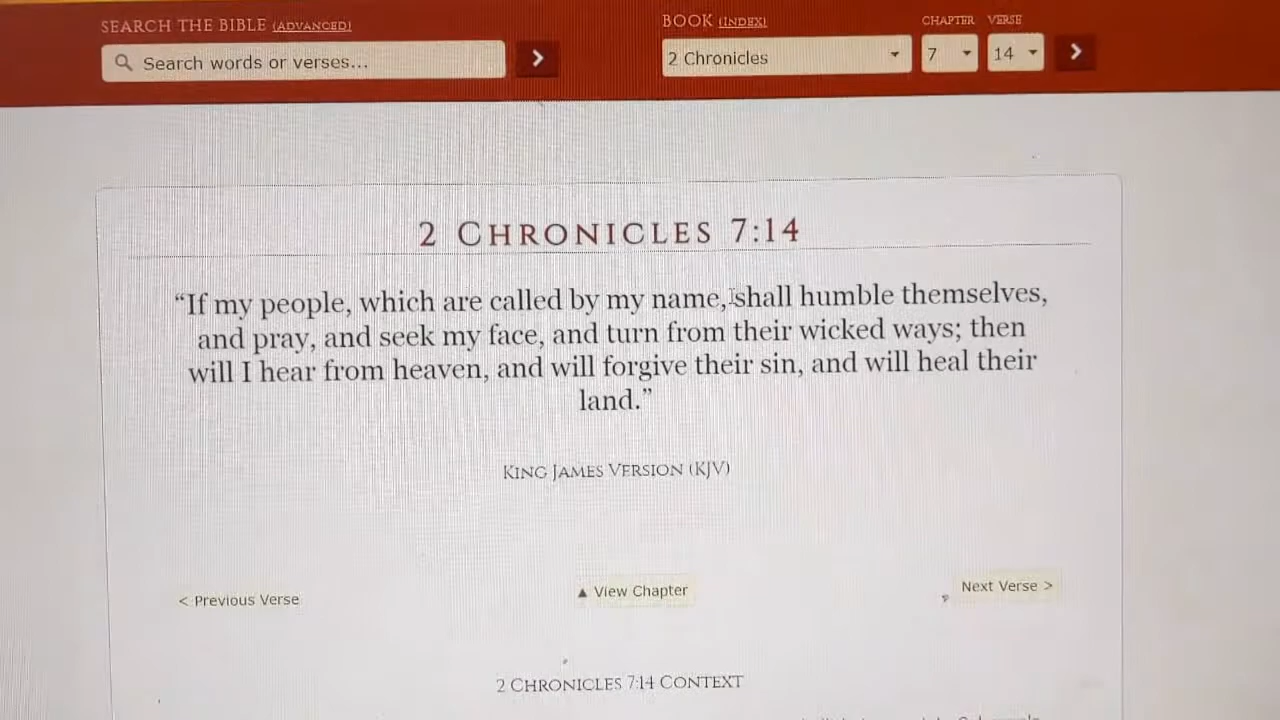 SEARCH THE BIBLE (ADVANCED)
BOOK (INDEX)
CHAPTER VERSE
Search words or verses...
>
2 Chronicles
7
14
>
2 CHRONICLES 7:14
“If my people, which are called by my name, shall humble themselves,
and pray, and seek my face, and turn from their wicked ways; then
will I hear from heaven, and will forgive their sin, and will heal their
land.”
KING JAMES VERSION (KJV)
< Previous Verse
▲ View Chapter
Next Verse >
2 CHRONICLES 7:14 CONTEXT